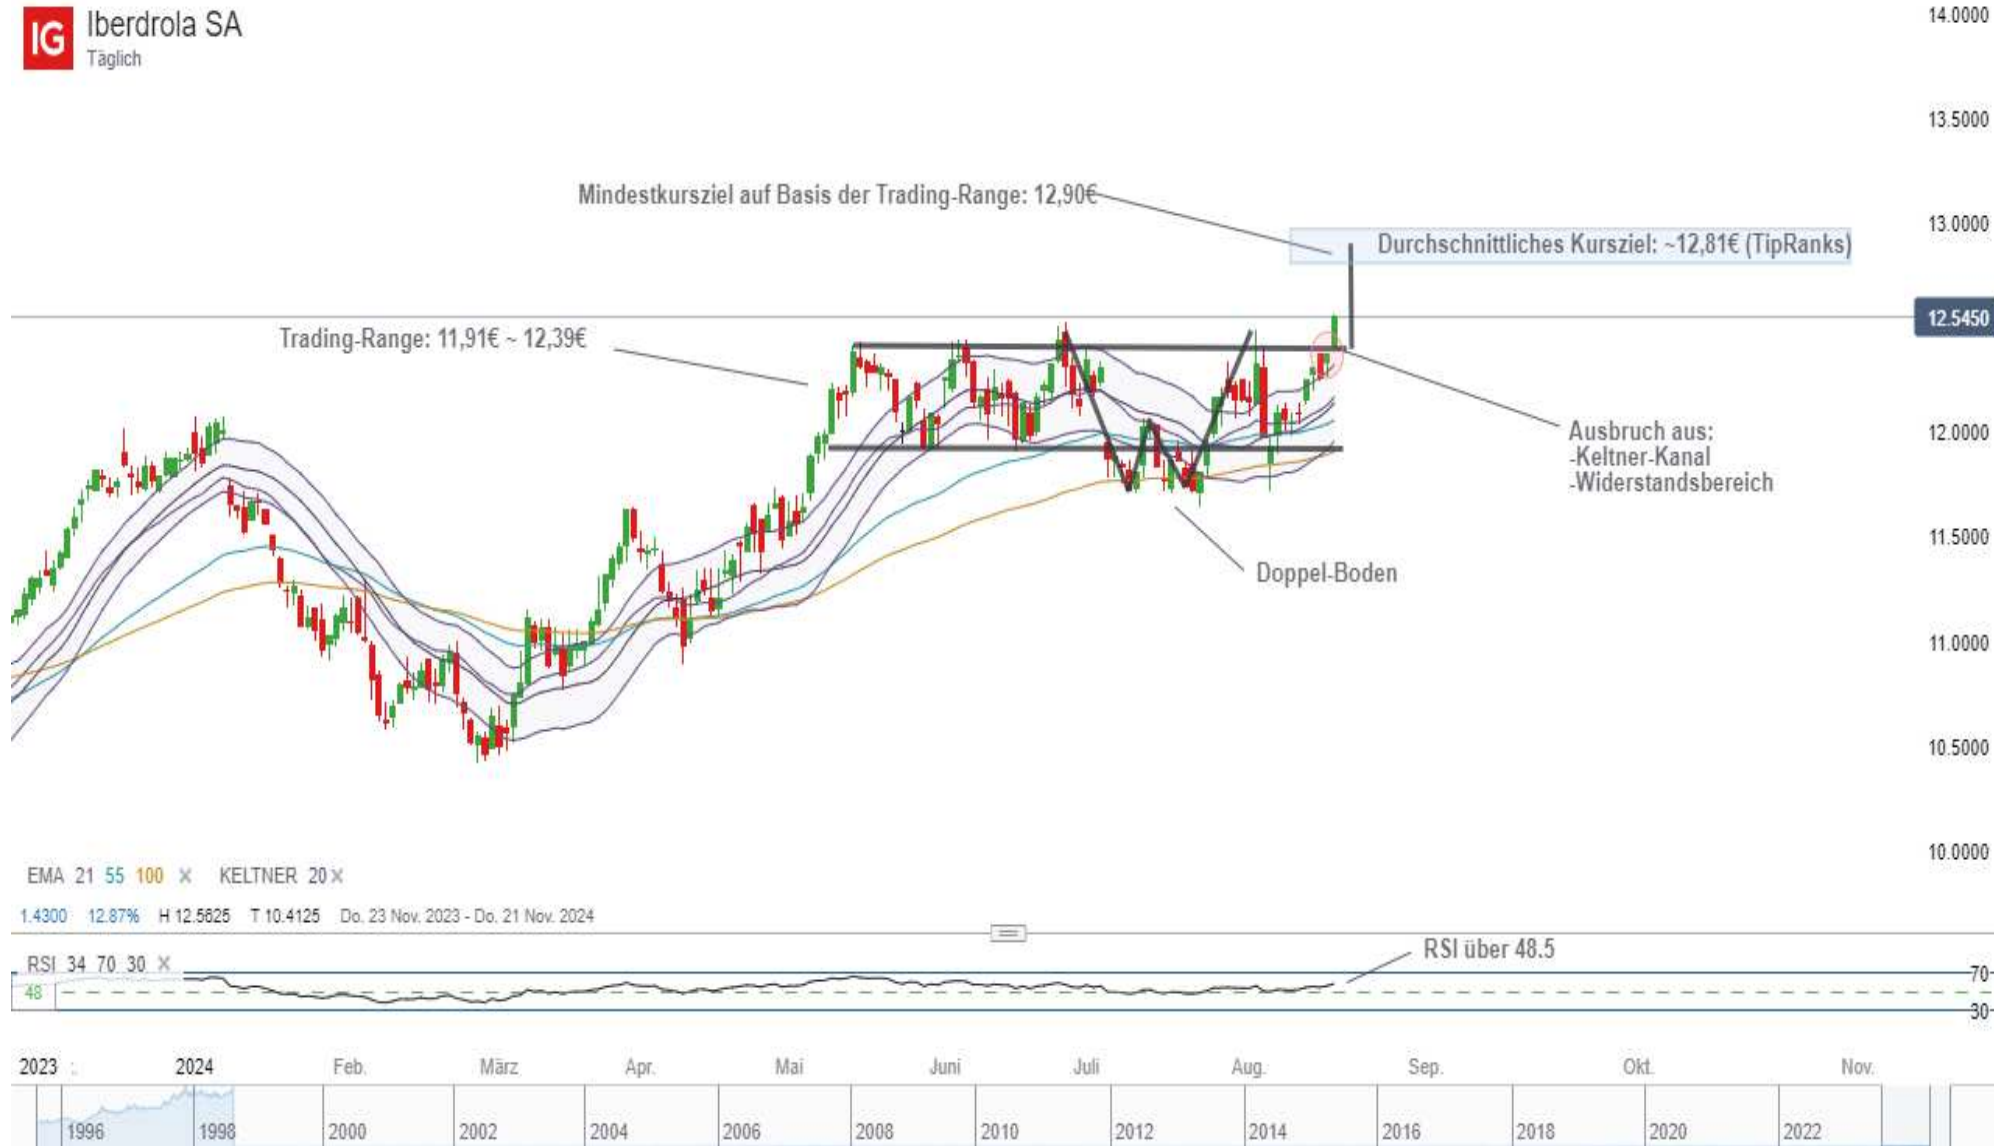 IG
Iberdrola SA
Täglich
14.0000
13.5000
Mindestkursziel auf Basis der Trading-Range: 12,90€
13.0000
Durchschnittliches Kursziel: ~12,81€ (TipRanks)
12.5450
Trading-Range: 11,91€ ~ 12,39€
12.0000
Ausbruch aus:
-Keltner-Kanal
-Widerstandsbereich
11.5000
Doppel-Boden
11.0000
10.5000
10.0000
EMA 21 55 100 X KELTNER 20 X
1.4300 12.87% H 12.5625 T 10.4125 Do. 23 Nov. 2023 - Do. 21 Nov. 2024
RSI über 48.5
RSI 34 70 30 X
70
48
30
2023 : 2024 Feb. März Apr. Mai Juni Juli Aug. Sep. Okt. Nov.
1996 1998 2000 2002 2004 2006 2008 2010 2012 2014 2016 2018 2020 2022